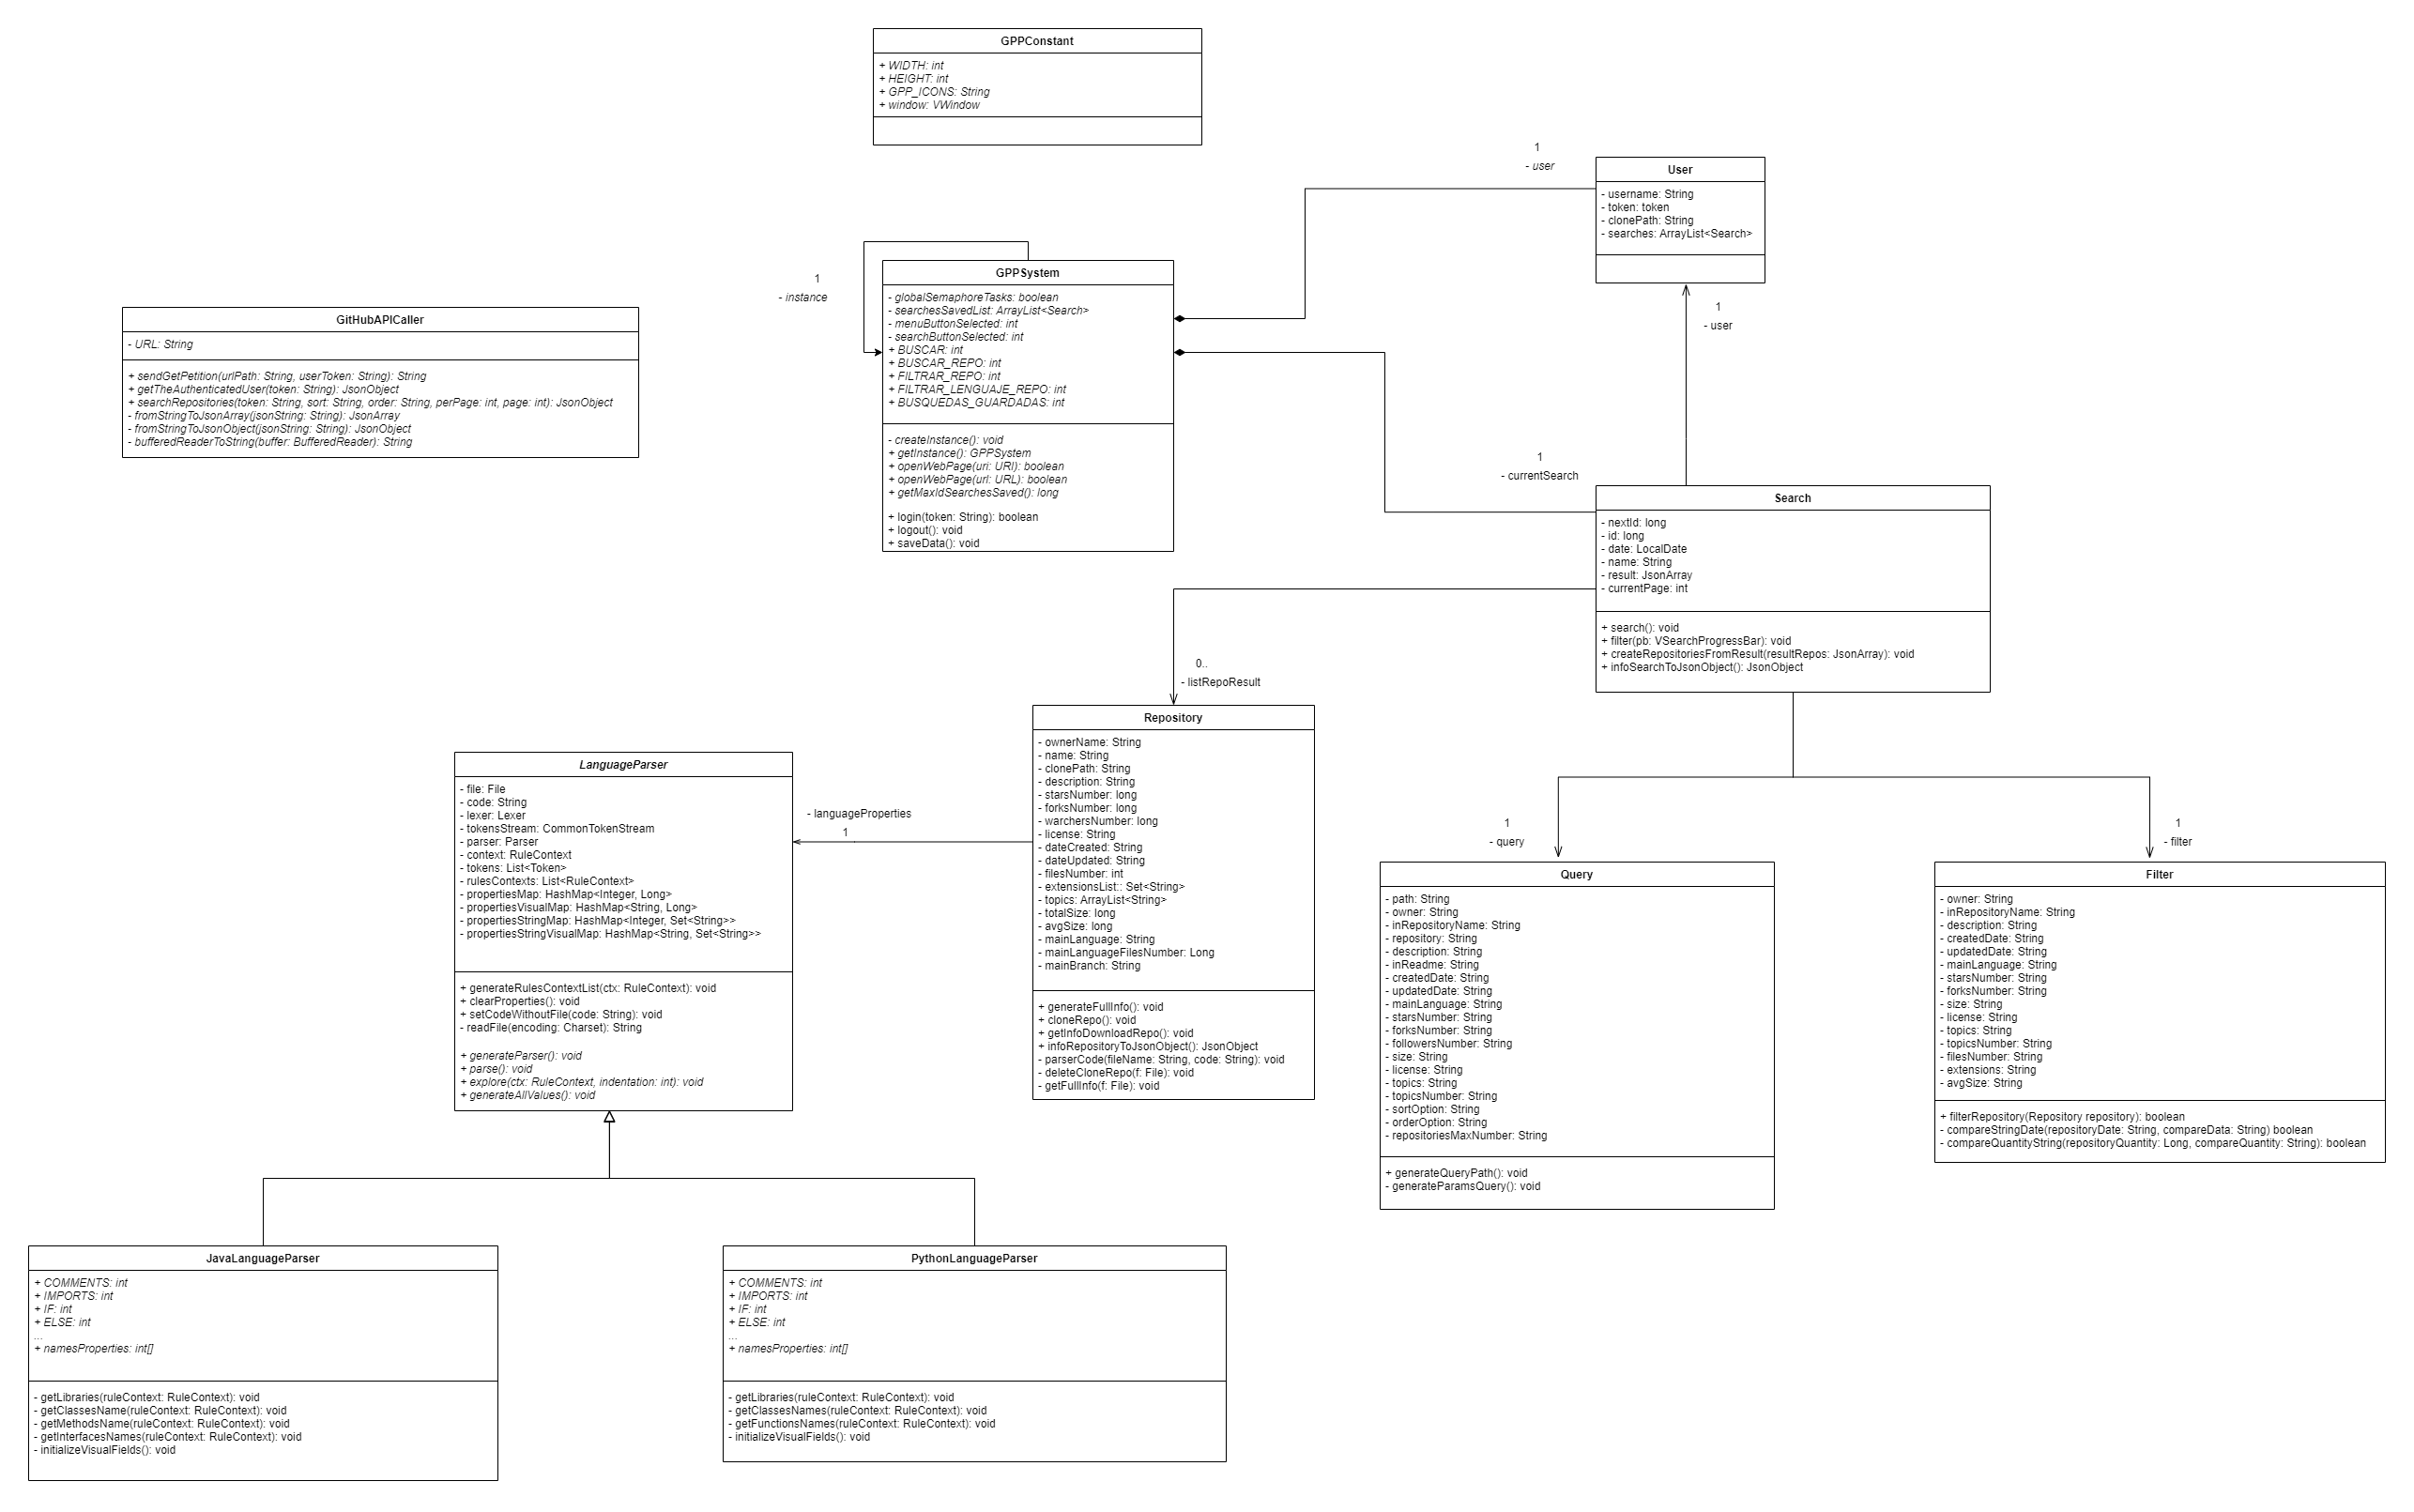 GPPConstant
+ WIDTH: int
+ HEIGHT: int
+ GPP_ICONS: String
+ window: VWindow
1
- user
User
- username: String
- token: token
- clonePath: String
- searches: ArrayList<Search>
1
- instance
GPPSystem
- globalSemaphoreTasks: boolean
- searchesSavedList: ArrayList<Search>
- menuButtonSelected: int
- searchButtonSelected: int
+ BUSCAR: int
+ BUSCAR_REPO: int
+ FILTRAR_REPO: int
+ FILTRAR_LENGUAJE_REPO: int
+ BUSQUEDAS_GUARDADAS: int
- createInstance(): void
+ getInstance(): GPPSystem
+ openWebPage(uri: URI): boolean
+ openWebPage(url: URL): boolean
+ getMaxIdSearchesSaved(): long
+ login(token: String): boolean
+ logout(): void
+ saveData(): void
GitHubAPICaller
- URL: String
+ sendGetPetition(urlPath: String, userToken: String): String
+ getTheAuthenticatedUser(token: String): JsonObject
+ searchRepositories(token: String, sort: String, order: String, perPage: int, page: int): JsonObject
- fromStringToJsonArray(jsonString: String): JsonArray
- fromStringToJsonObject(jsonString: String): JsonObject
- bufferedReaderToString(buffer: BufferedReader): String
1
- user
1
- currentSearch
Search
- nextId: long
- id: long
- date: LocalDate
- name: String
- result: JsonArray
- currentPage: int
+ search(): void
+ filter(pb: VSearchProgressBar): void
+ createRepositoriesFromResult(resultRepos: JsonArray): void
+ infoSearchToJsonObject(): JsonObject
0..
- listRepoResult
Repository
- ownerName: String
- name: String
- clonePath: String
- description: String
- starsNumber: long
- forksNumber: long
- warchersNumber: long
- license: String
- dateCreated: String
- dateUpdated: String
- filesNumber: int
- extensionsList:: Set<String>
- topics: ArrayList<String>
- totalSize: long
- avgSize: long
- mainLanguage: String
- mainLanguageFilesNumber: Long
- mainBranch: String
+ generateFullInfo(): void
+ cloneRepo(): void
+ getInfoDownloadRepo(): void
+ infoRepositoryToJsonObject(): JsonObject
- parserCode(fileName: String, code: String): void
- deleteCloneRepo(f: File): void
- getFullInfo(f: File): void
- languageProperties
1
LanguageParser
- file: File
- code: String
- lexer: Lexer
- tokensStream: CommonTokenStream
- parser: Parser
- context: RuleContext
- tokens: List<Token>
- rulesContexts: List<RuleContext>
- propertiesMap: HashMap<Integer, Long>
- propertiesVisualMap: HashMap<String, Long>
- propertiesStringMap: HashMap<Integer, Set<String>>
- propertiesStringVisualMap: HashMap<String, Set<String>>
+ generateRulesContextList(ctx: RuleContext): void
+ clearProperties(): void
+ setCodeWithoutFile(code: String): void
- readFile(encoding: Charset): String
+ generateParser(): void
+ parse(): void
+ explore(ctx: RuleContext, indentation: int): void
+ generateAllValues(): void
1
- query
Query
- path: String
- owner: String
- inRepositoryName: String
- repository: String
- description: String
- inReadme: String
- createdDate: String
- updatedDate: String
- mainLanguage: String
- starsNumber: String
- forksNumber: String
- followersNumber: String
- size: String
- license: String
- topics: String
- topicsNumber: String
- sortOption: String
- orderOption: String
- repositoriesMaxNumber: String
+ generateQueryPath(): void
- generateParamsQuery(): void
1
- filter
Filter
- owner: String
- inRepositoryName: String
- description: String
- createdDate: String
- updatedDate: String
- mainLanguage: String
- starsNumber: String
- forksNumber: String
- size: String
- license: String
- topics: String
- topicsNumber: String
- filesNumber: String
- extensions: String
- avgSize: String
+ filterRepository(Repository repository): boolean
- compareStringDate(repositoryDate: String, compareData: String) boolean
- compareQuantityString(repositoryQuantity: Long, compareQuantity: String): boolean
JavaLanguageParser
+ COMMENTS: int
+ IMPORTS: int
+ IF: int
+ ELSE: int
...
+ namesProperties: int[]
- getLibraries(ruleContext: RuleContext): void
- getClassesName(ruleContext: RuleContext): void
- getMethodsName(ruleContext: RuleContext): void
- getInterfacesNames(ruleContext: RuleContext): void
- initializeVisualFields(): void
PythonLanguageParser
+ COMMENTS: int
+ IMPORTS: int
+ IF: int
+ ELSE: int
...
+ namesProperties: int[]
- getLibraries(ruleContext: RuleContext): void
- getClassesNames(ruleContext: RuleContext): void
- getFunctionsNames(ruleContext: RuleContext): void
- initializeVisualFields(): void